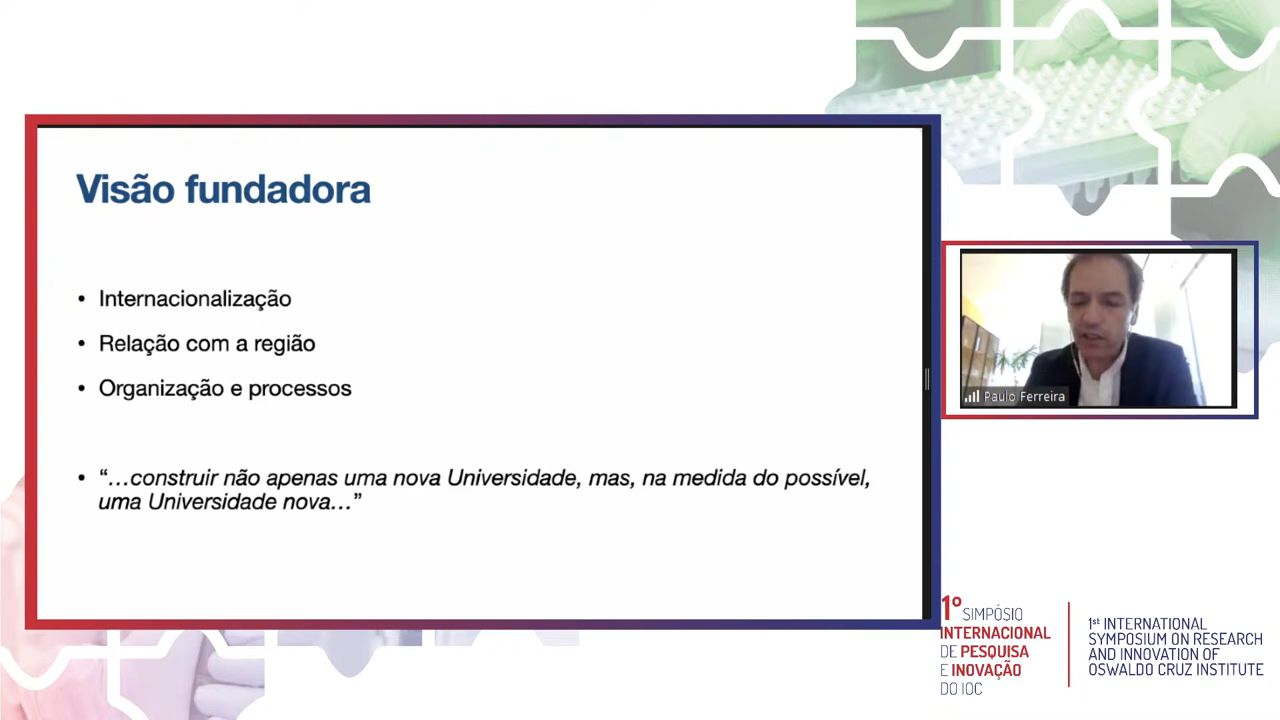 Visão fundadora
• Internacionalização
• Relação com a região
• Organização e processos
• “…construir não apenas uma nova Universidade, mas, na medida do possível,
uma Universidade nova…”
Paulo Ferreira
1º SIMPÓSIO
INTERNACIONAL
DE PESQUISA
E INOVAÇÃO
DO IOC
1st INTERNATIONAL
SYMPOSIUM ON RESEARCH
AND INNOVATION OF
OSWALDO CRUZ INSTITUTE